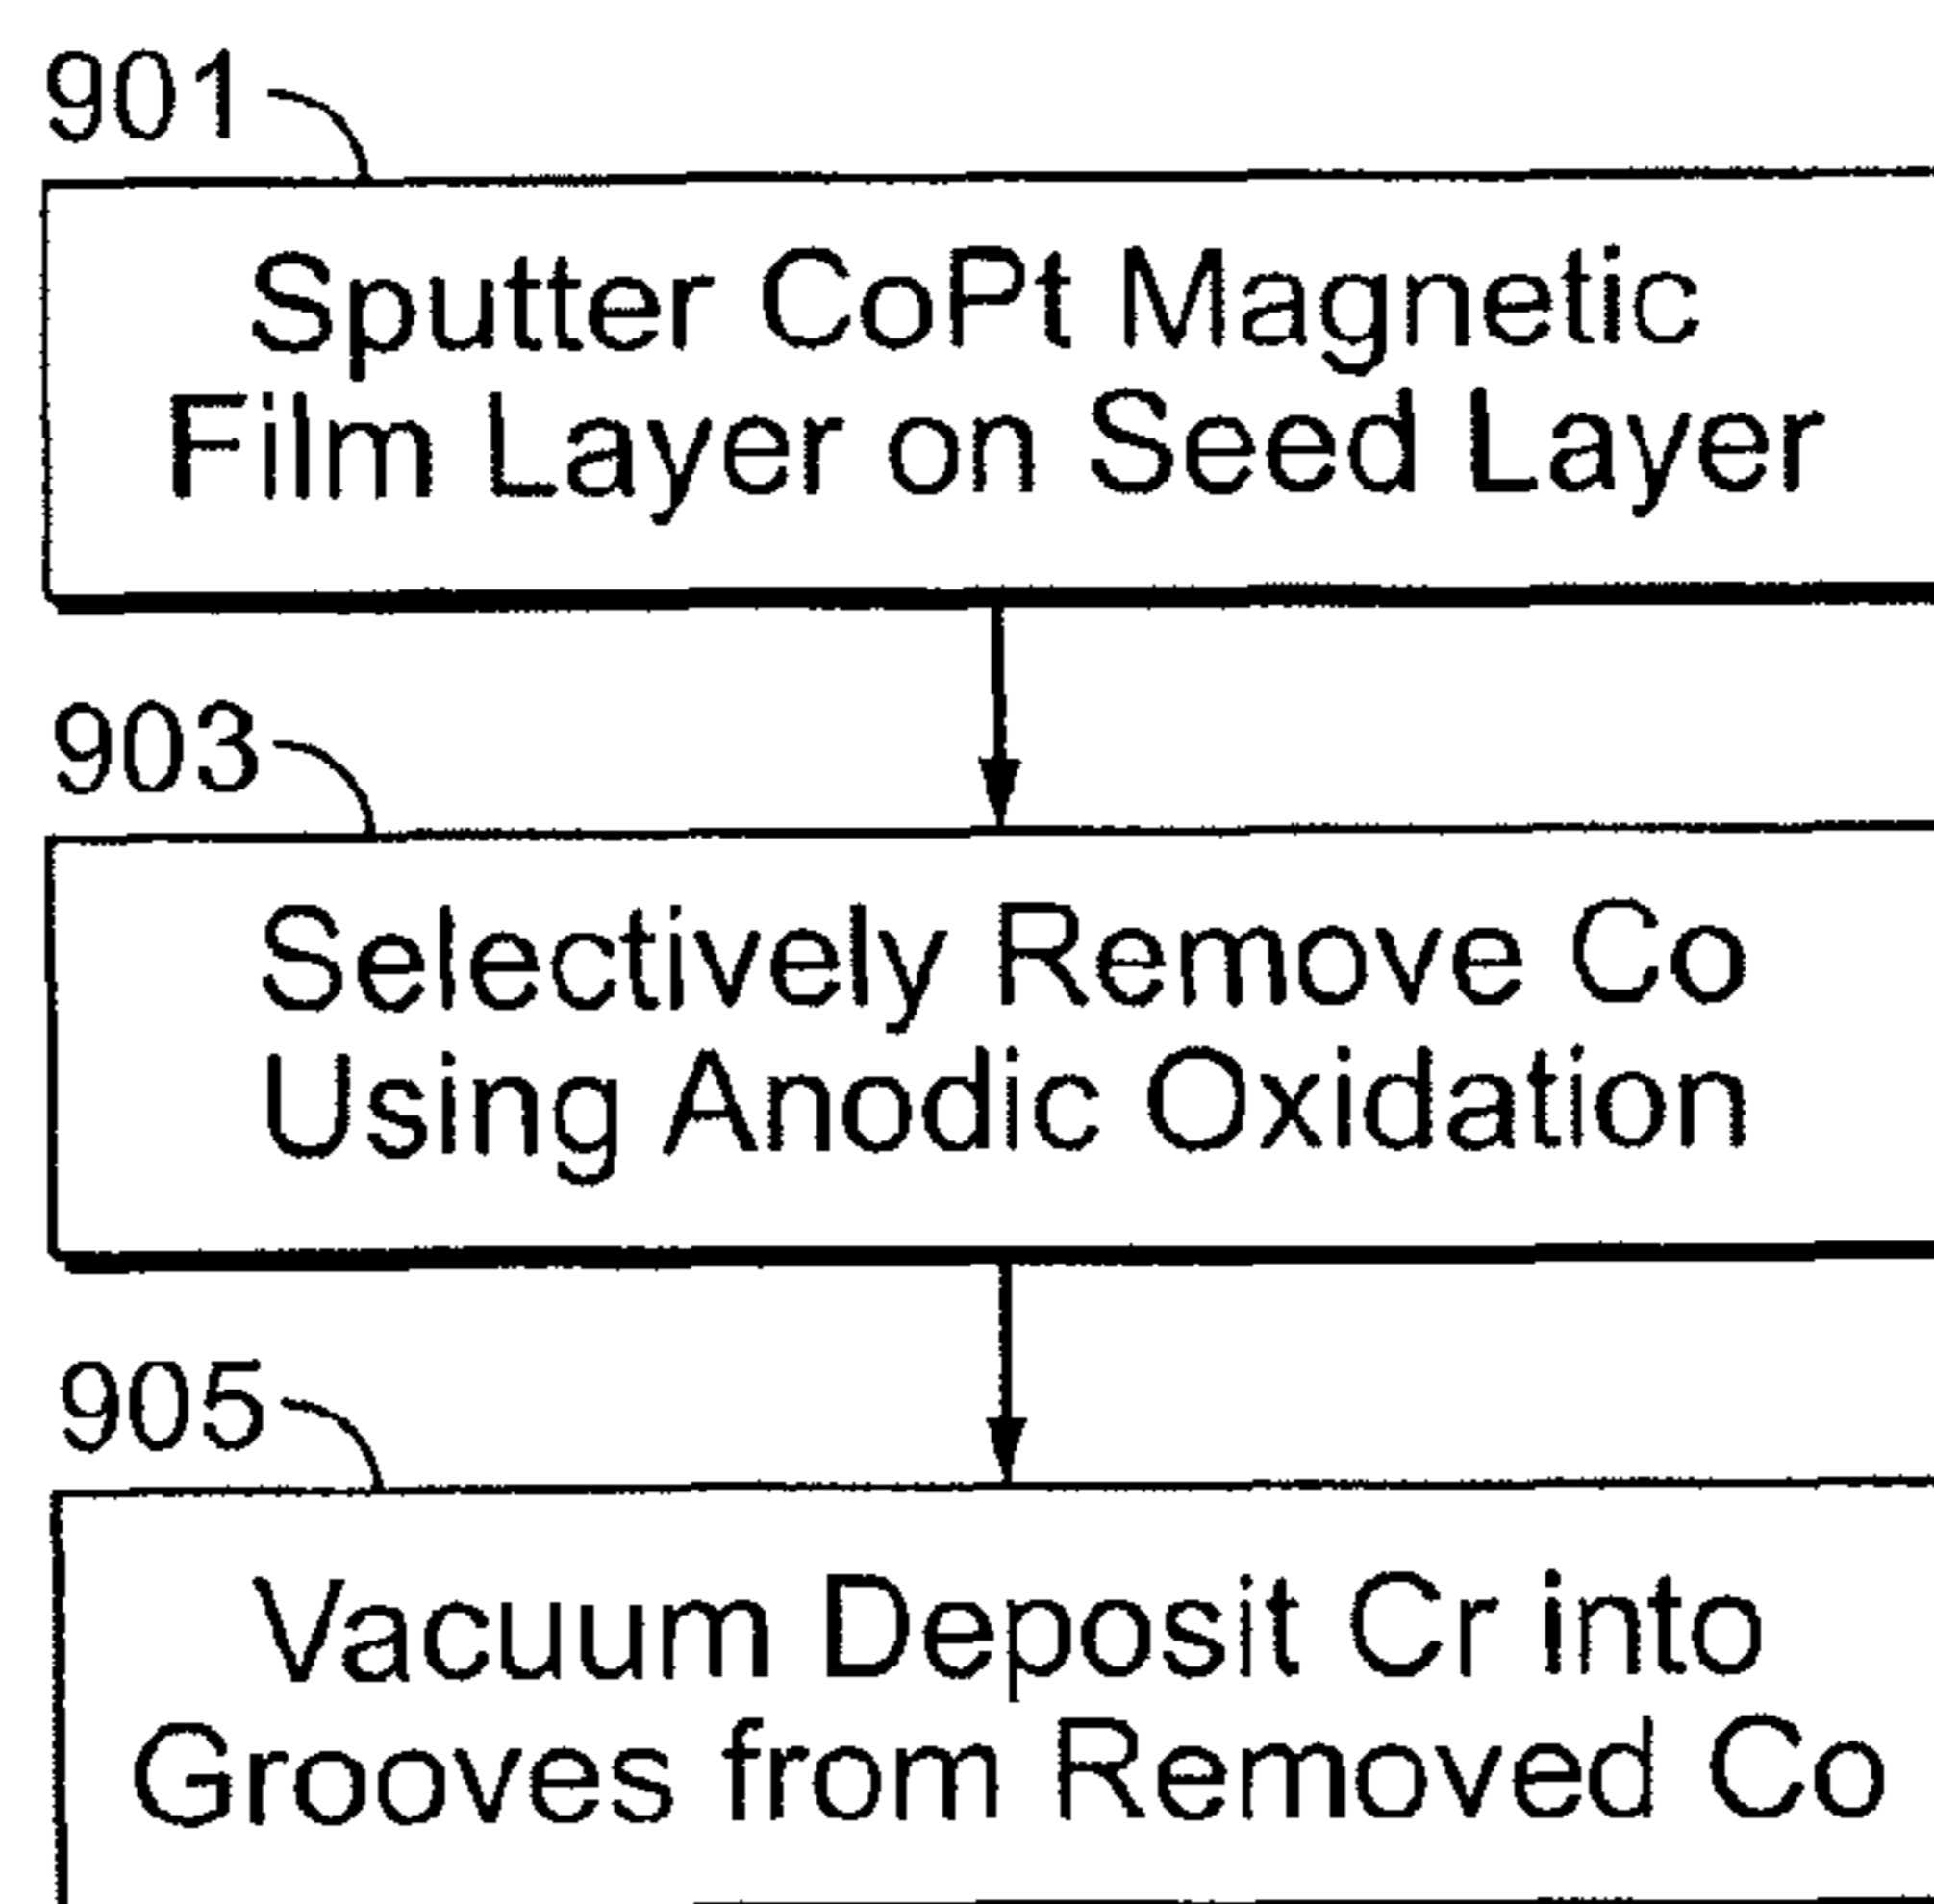 901
Sputter CoPt Magnetic
Film Layer on Seed Layer
903
Selectively Remove Co
Using Anodic Oxidation
905
Vacuum Deposit Cr into
Grooves from Removed Co